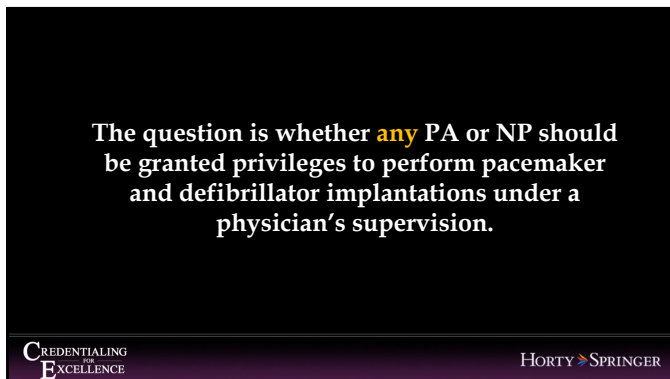 The question is whether any PA or NP should
be granted privileges to perform pacemaker
and defibrillator implantations under a
physician’s supervision.
CREDENTIALING
FOR
EXCELLENCE
HORTY SPRINGER